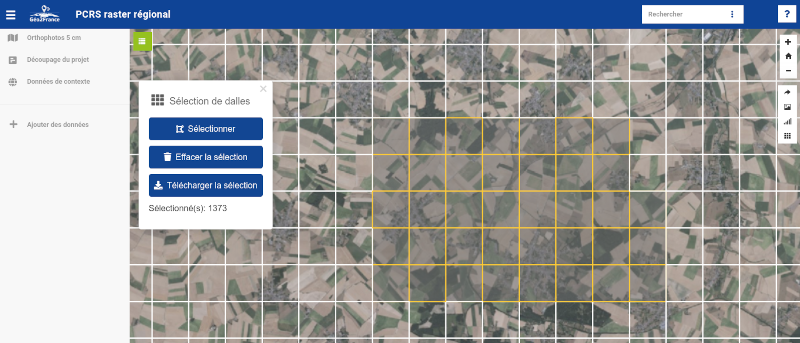 Géo2France
PCRS raster régional
Rechercher
?
Orthophotos 5 cm
Découpage du projet
Données de contexte
Ajouter des données
×
Sélection de dalles
Sélectionner
Effacer la sélection
Télécharger la sélection
Sélectionné(s): 1373